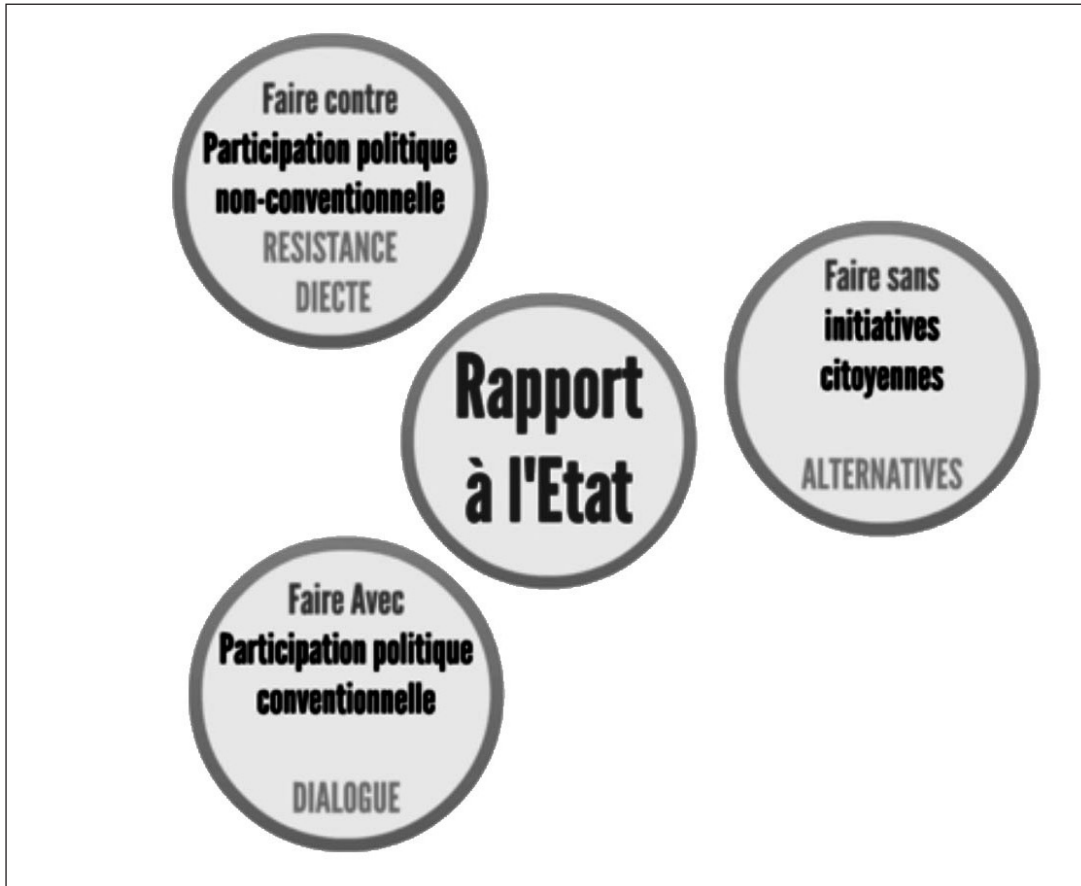 Faire contre
Participation politique
non-conventionnelle
RESISTANCE
DIECTE
Faire sans
initiatives
citoyennes
ALTERNATIVES
Rapport
à l'Etat
Faire Avec
Participation politique
conventionnelle
DIALOGUE